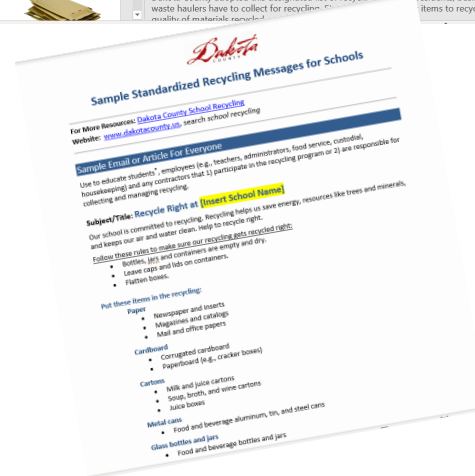 waste haulers have to collect for recycling.
items to recy
quality of materials recycled.
Dakota
COUNTY
Sample Standardized Recycling Messages for Schools
For More Resources: Dakota County School Recycling
Website: www.dakotacounty.us, search school recycling
Sample Email or Article For Everyone
Use to educate students*, employees (e.g., teachers, administrators, food service, custodial,
housekeeping) and any contractors that 1) participate in the recycling program or 2) are responsible for
collecting and managing recycling.
Subject/Title: Recycle Right at [Insert School Name]
Our school is committed to recycling. Recycling helps us save energy, resources like trees and minerals,
and keeps our air and water clean. Help to recycle right.
Follow these rules to make sure our recycling gets recycled right:
• Bottles, jars and containers are empty and dry.
• Leave caps and lids on containers.
• Flatten boxes.
Put these items in the recycling:
Paper
• Newspaper and inserts
• Magazines and catalogs
• Mail and office papers
Cardboard
• Corrugated cardboard
• Paperboard (e.g., cracker boxes)
Cartons
• Milk and juice cartons
• Soup, broth, and wine cartons
• Juice boxes
Metal cans
• Food and beverage aluminum, tin, and steel cans
Glass bottles and jars
• Food and beverage bottles and jars